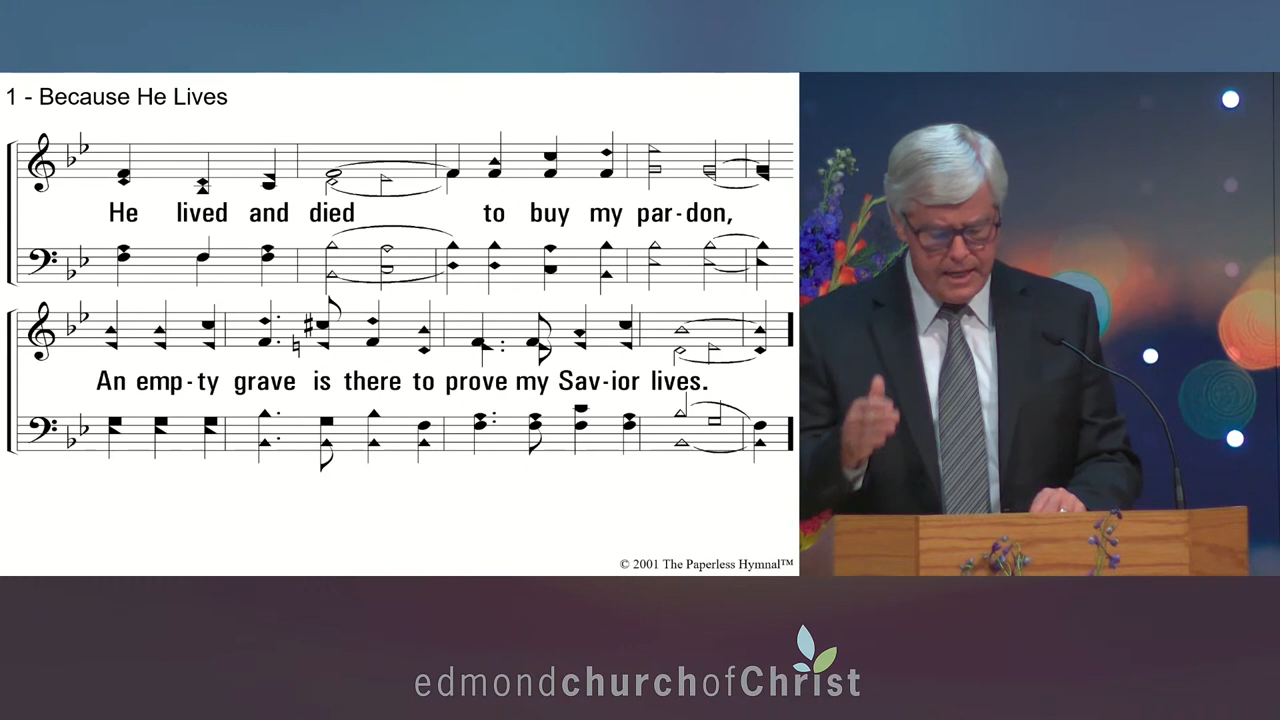 1 - Because He Lives
He lived and died to buy my par-don,
An emp-ty grave is there to prove my Sav-ior lives.
© 2001 The Paperless Hymnal™
edmondchurchofChrist